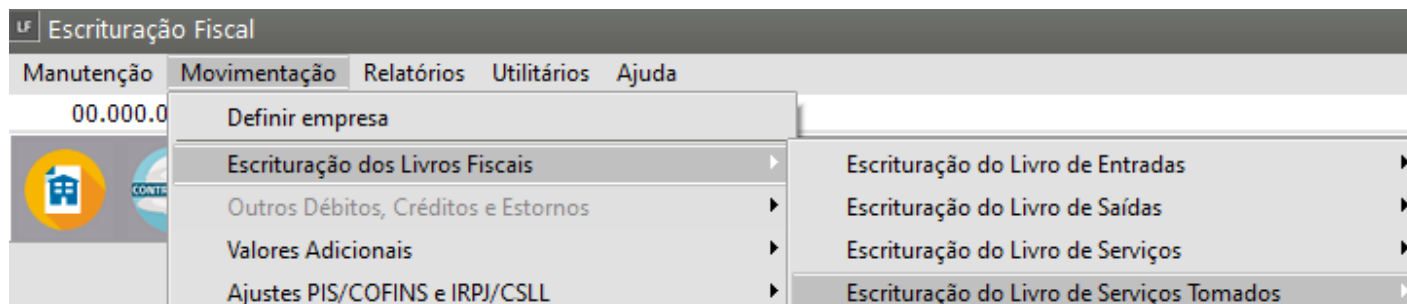 LF Escrituração Fiscal
Manutenção Movimentação Relatórios Utilitários Ajuda
00.000.0
Definir empresa
Escrituração dos Livros Fiscais
Outros Débitos, Créditos e Estornos
Valores Adicionais
Ajustes PIS/COFINS e IRPJ/CSLL
Escrituração do Livro de Entradas
Escrituração do Livro de Saídas
Escrituração do Livro de Serviços
Escrituração do Livro de Serviços Tomados